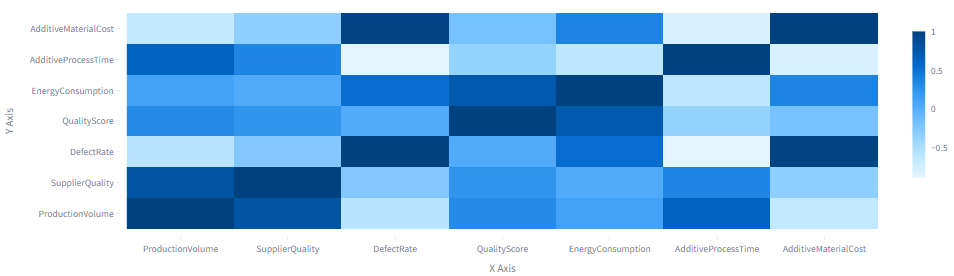 AdditiveMaterialCost
AdditiveProcessTime
EnergyConsumption
QualityScore
DefectRate
SupplierQuality
ProductionVolume
Y Axis
ProductionVolume SupplierQuality DefectRate QualityScore EnergyConsumption AdditiveProcessTime AdditiveMaterialCost
X Axis
1
0.5
0
−0.5